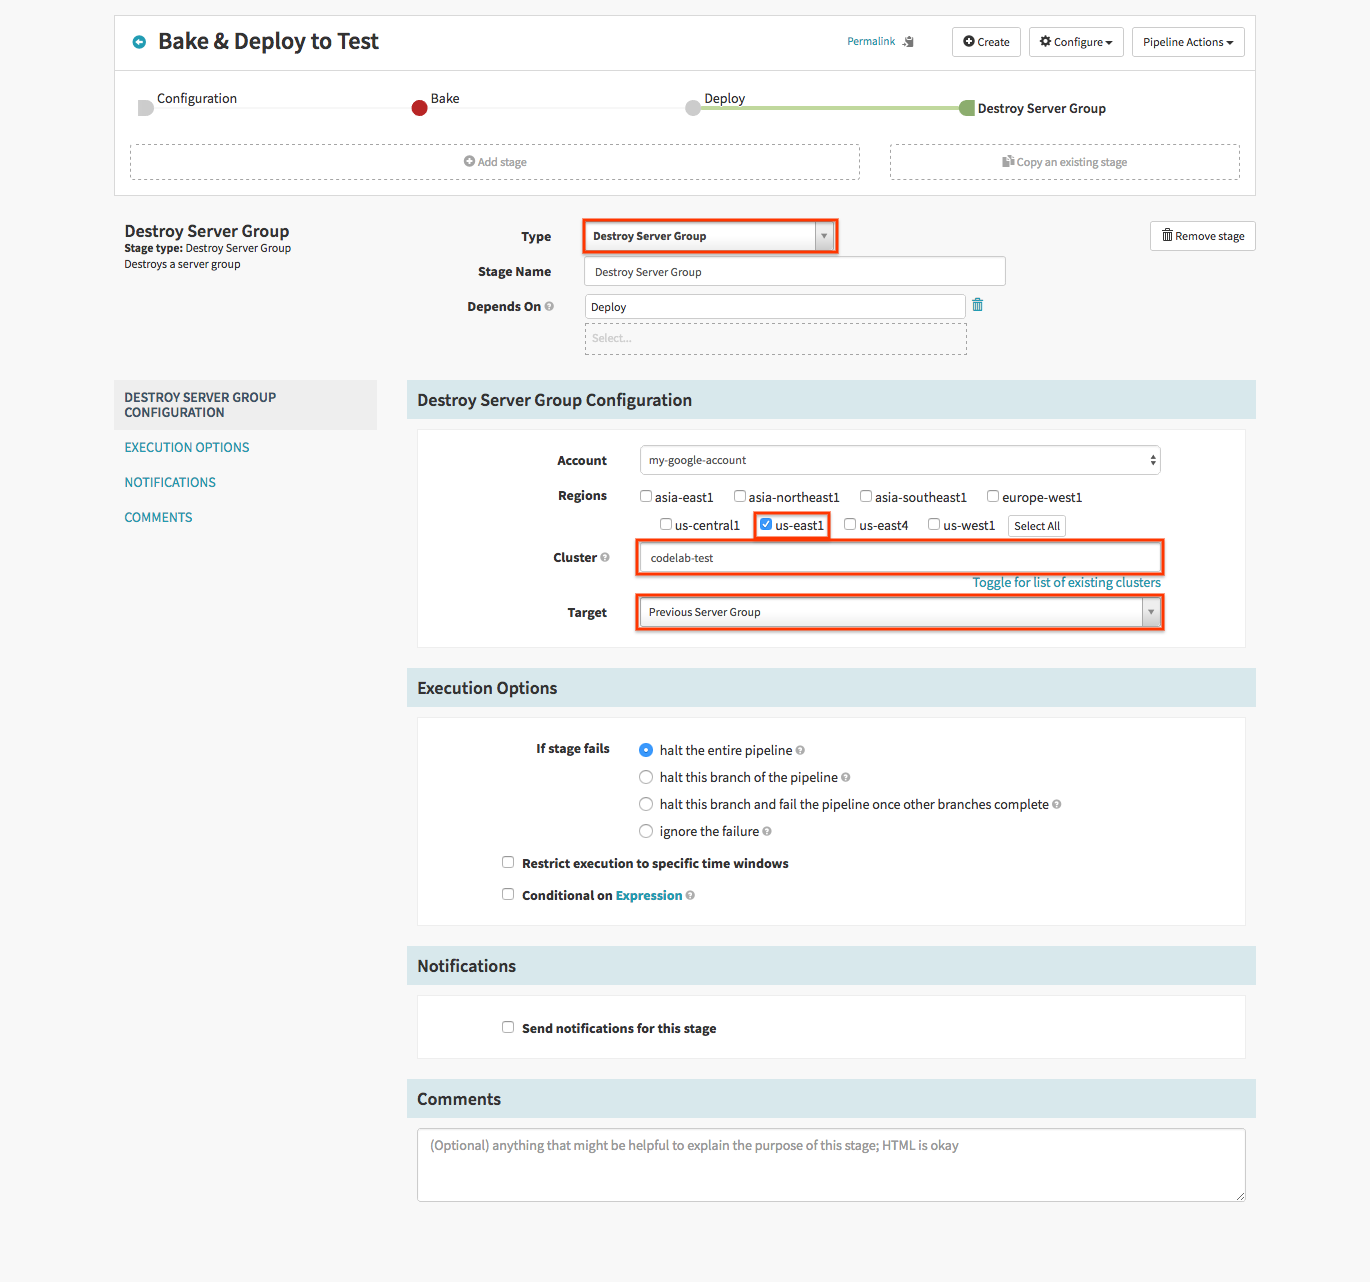 Bake & Deploy to Test
Permalink
Create
Configure
Pipeline Actions
Configuration
Bake
Deploy
Destroy Server Group
Add stage
Copy an existing stage
Destroy Server Group
Stage type: Destroy Server Group
Destroys a server group
Type
Destroy Server Group
Remove stage
Stage Name
Destroy Server Group
Depends On
Deploy
Select...
DESTROY SERVER GROUP
CONFIGURATION
EXECUTION OPTIONS
NOTIFICATIONS
COMMENTS
Destroy Server Group Configuration
Account
my-google-account
Regions
asia-east1 asia-northeast1 asia-southeast1 europe-west1
us-central1 us-east1 us-east4 us-west1 Select All
Cluster
codelab-test
Toggle for list of existing clusters
Target
Previous Server Group
Execution Options
If stage fails
halt the entire pipeline
halt this branch of the pipeline
halt this branch and fail the pipeline once other branches complete
ignore the failure
Restrict execution to specific time windows
Conditional on Expression
Notifications
Send notifications for this stage
Comments
(Optional) anything that might be helpful to explain the purpose of this stage; HTML is okay